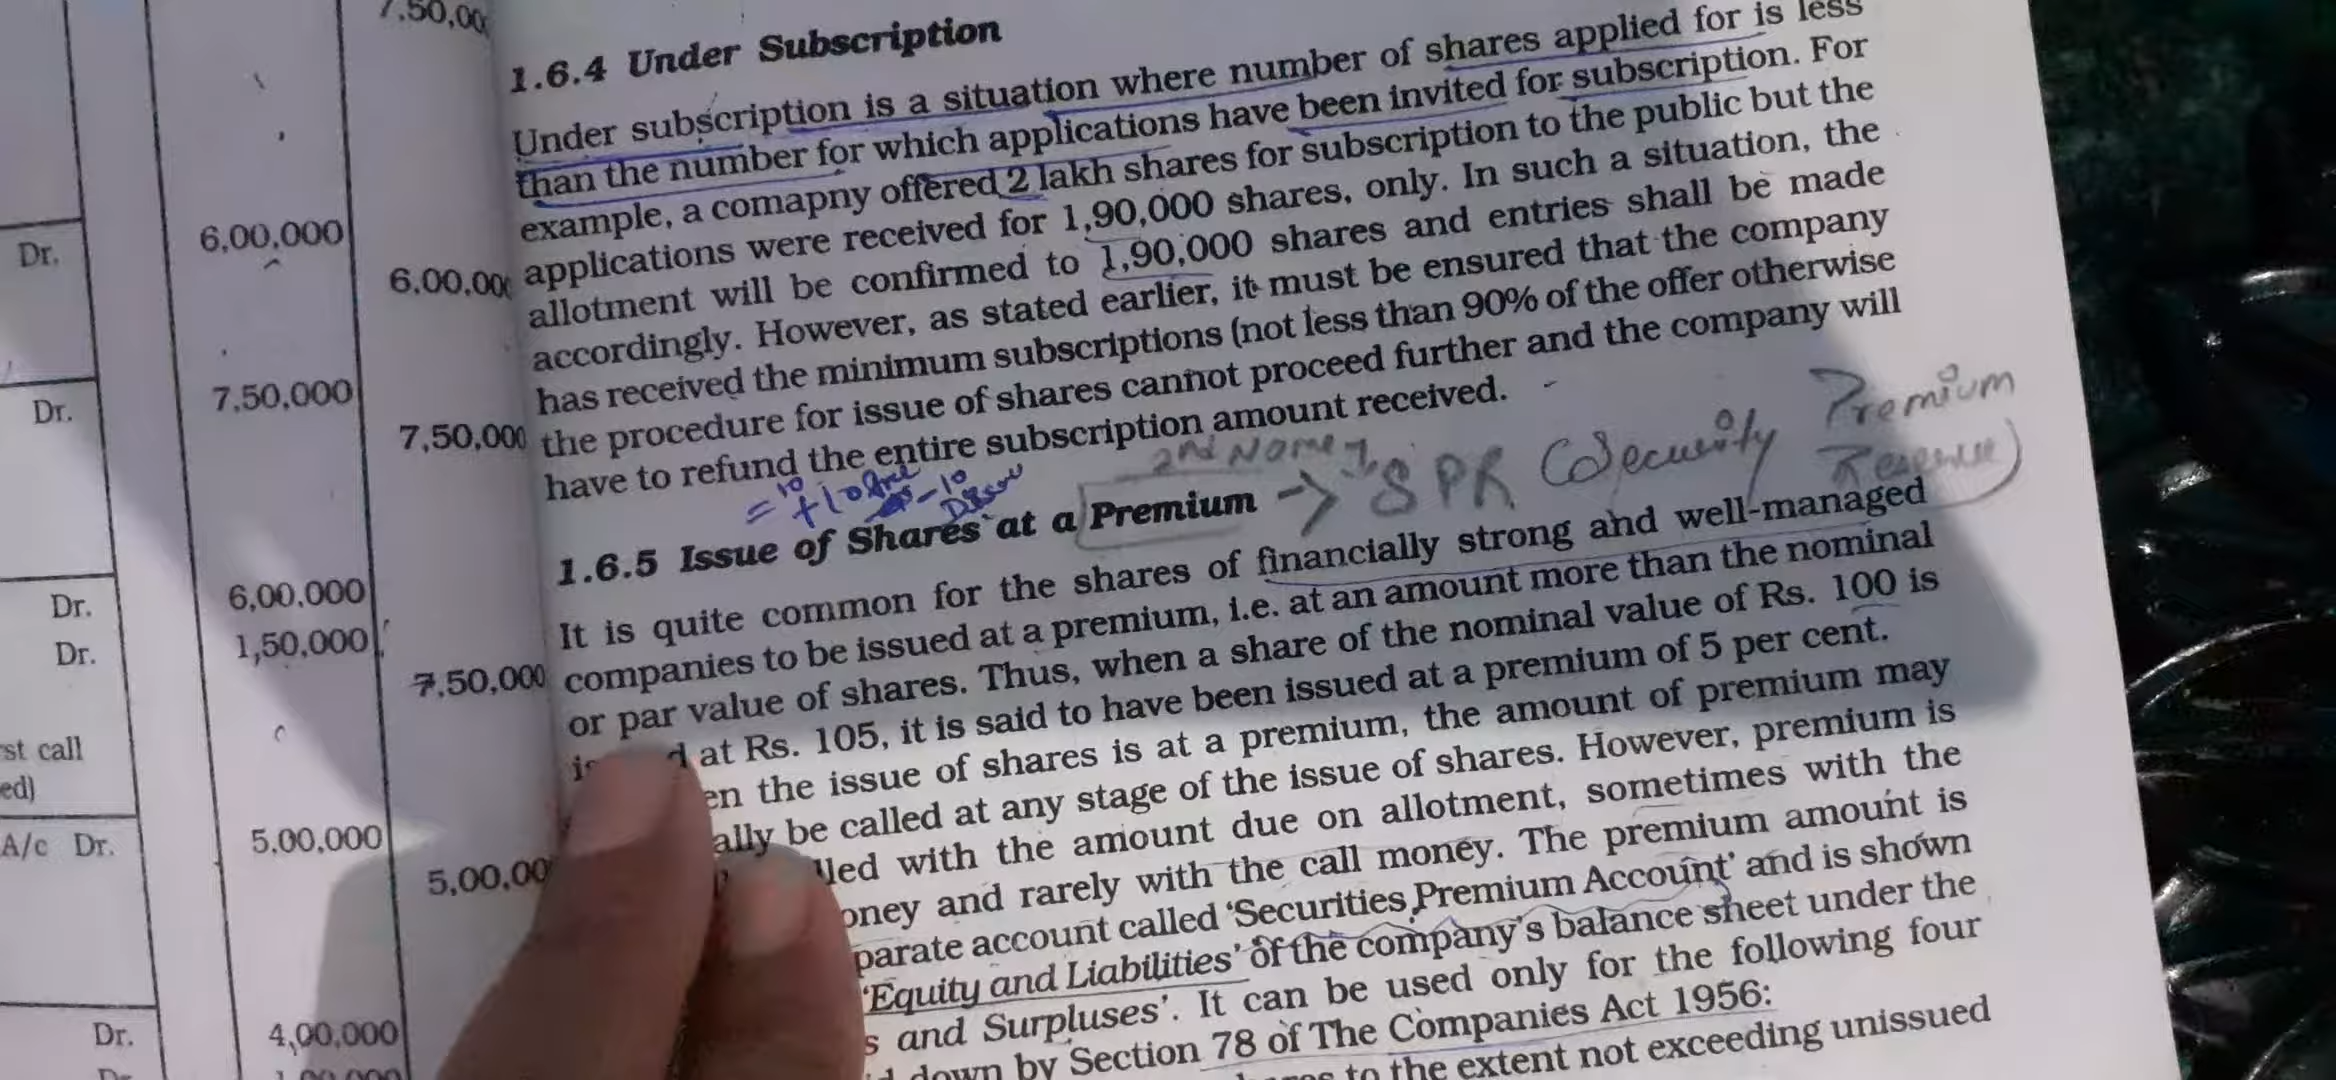 7,50,00
Dr.
6,00,000
6,00,00
Dr.
7,50,000
7,50,000
Dr.
6,00,000
Dr.
1,50,000
7,50,000
st call
ed)
A/c Dr.
5,00,000
5,00,00
Dr.
4,00,000
1.6.4 Under Subscription
Under subscription is a situation where number of shares applied for is less
than the number for which applications have been invited for subscription. For
example, a comapny offered 2 lakh shares for subscription to the public but the
applications were received for 1,90,000 shares, only. In such a situation, the
allotment will be confirmed to 1,90,000 shares and entries shall be made
accordingly. However, as stated earlier, it must be ensured that the company
has received the minimum subscriptions (not less than 90% of the offer otherwise
the procedure for issue of shares cannot proceed further and the company will
have to refund the entire subscription amount received.
2nd Name
SPR (Security Premium
Reserve)
= 10 +10 -10
1.6.5 Issue of Shares at a Premium
It is quite common for the shares of financially strong and well-managed
companies to be issued at a premium, i.e. at an amount more than the nominal
or par value of shares. Thus, when a share of the nominal value of Rs. 100 is
at Rs. 105, it is said to have been issued at a premium of 5 per cent.
en the issue of shares is at a premium, the amount of premium may
ally be called at any stage of the issue of shares. However, premium is
led with the amount due on allotment, sometimes with the
oney and rarely with the call money. The premium amount is
parate account called ‘Securities Premium Account’ and is shown
‘Equity and Liabilities’ of the company’s balance sheet under the
s and Surpluses’. It can be used only for the following four
down by Section 78 of The Companies Act 1956:
to the extent not exceeding unissued